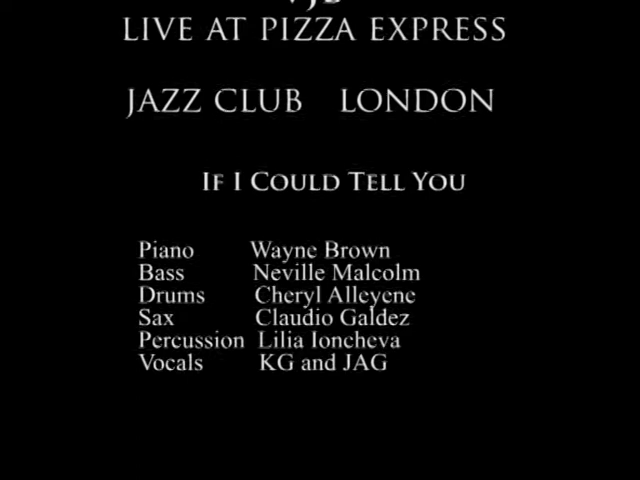 LIVE AT PIZZA EXPRESS
JAZZ CLUB LONDON
IF I COULD TELL YOU
Piano Wayne Brown
Bass Neville Malcolm
Drums Cheryl Alleyene
Sax Claudio Galdez
Percussion Lilia Ioncheva
Vocals KG and JAG